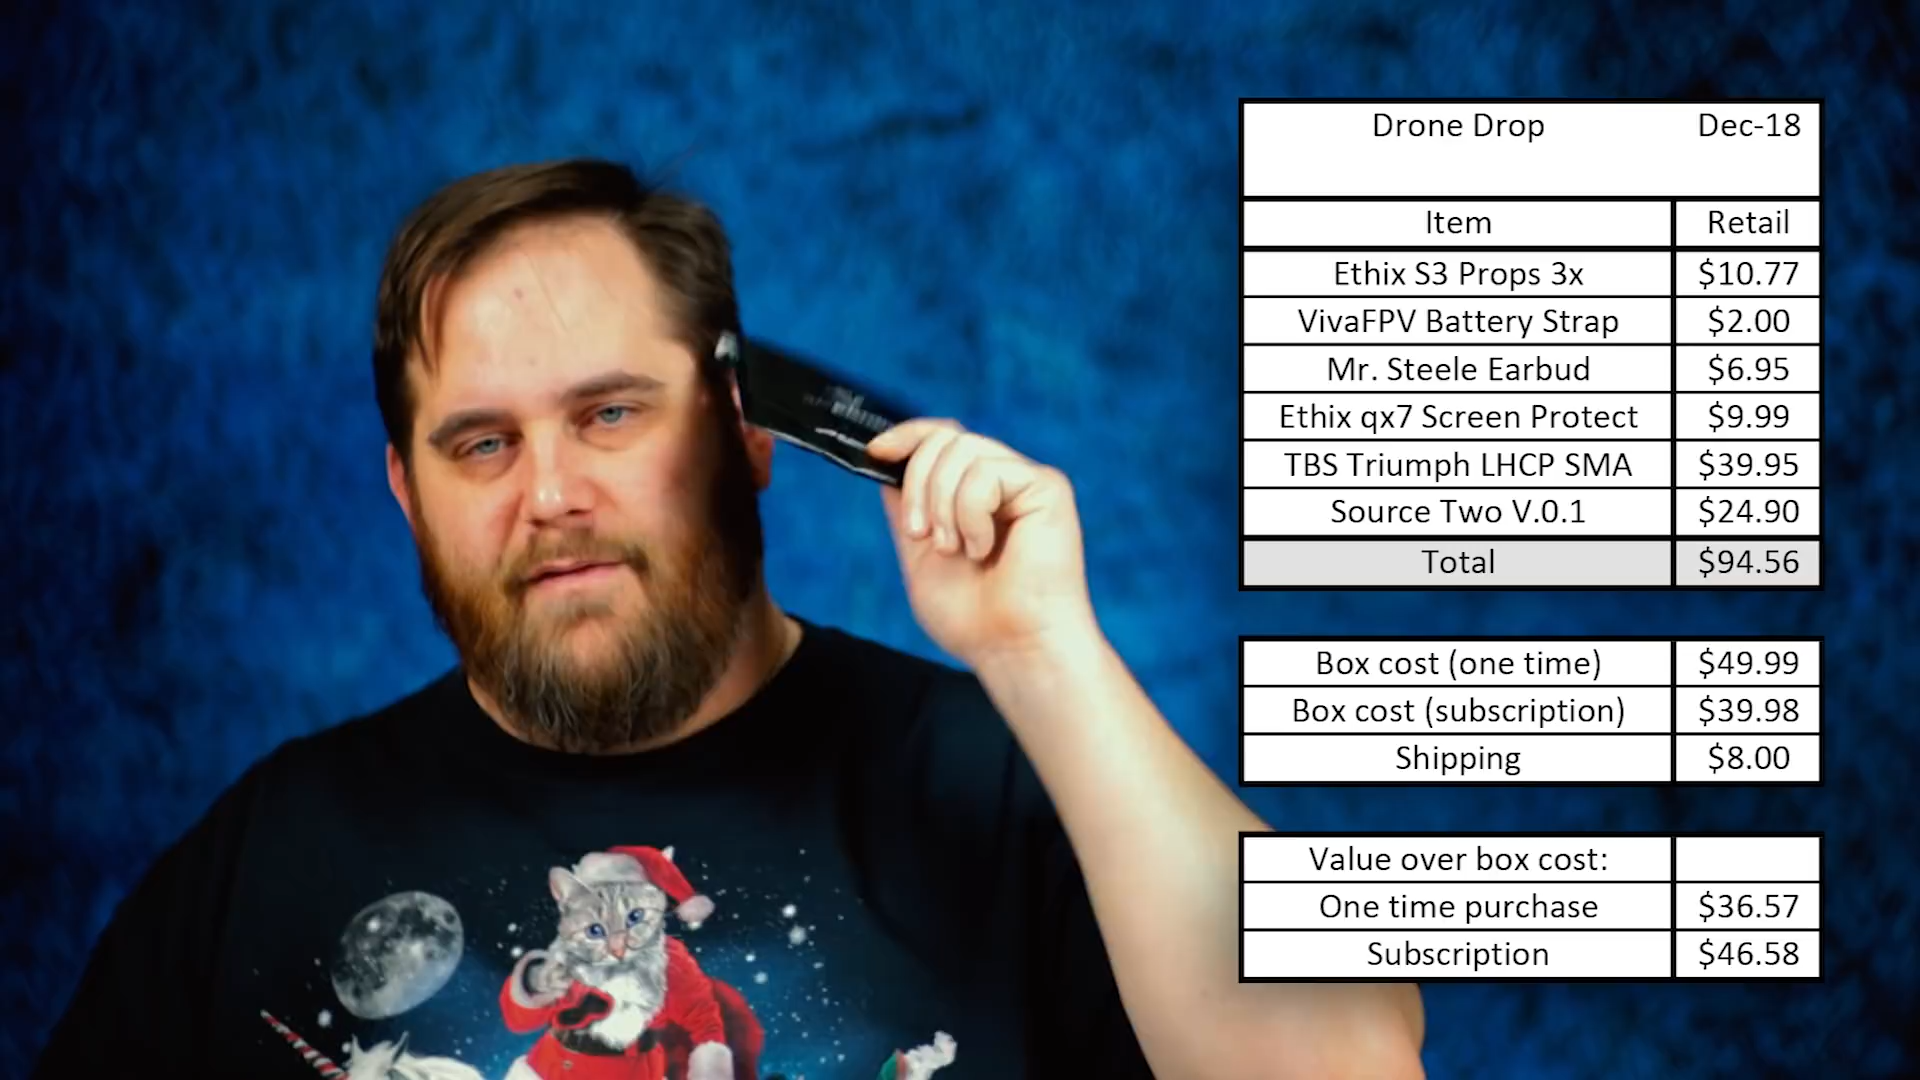 Drone Drop Dec-18
Item Retail
Ethix S3 Props 3x $10.77
VivaFPV Battery Strap $2.00
Mr. Steele Earbud $6.95
Ethix qx7 Screen Protect $9.99
TBS Triumph LHCP SMA $39.95
Source Two V.0.1 $24.90
Total $94.56
Box cost (one time) $49.99
Box cost (subscription) $39.98
Shipping $8.00
Value over box cost:
One time purchase $36.57
Subscription $46.58